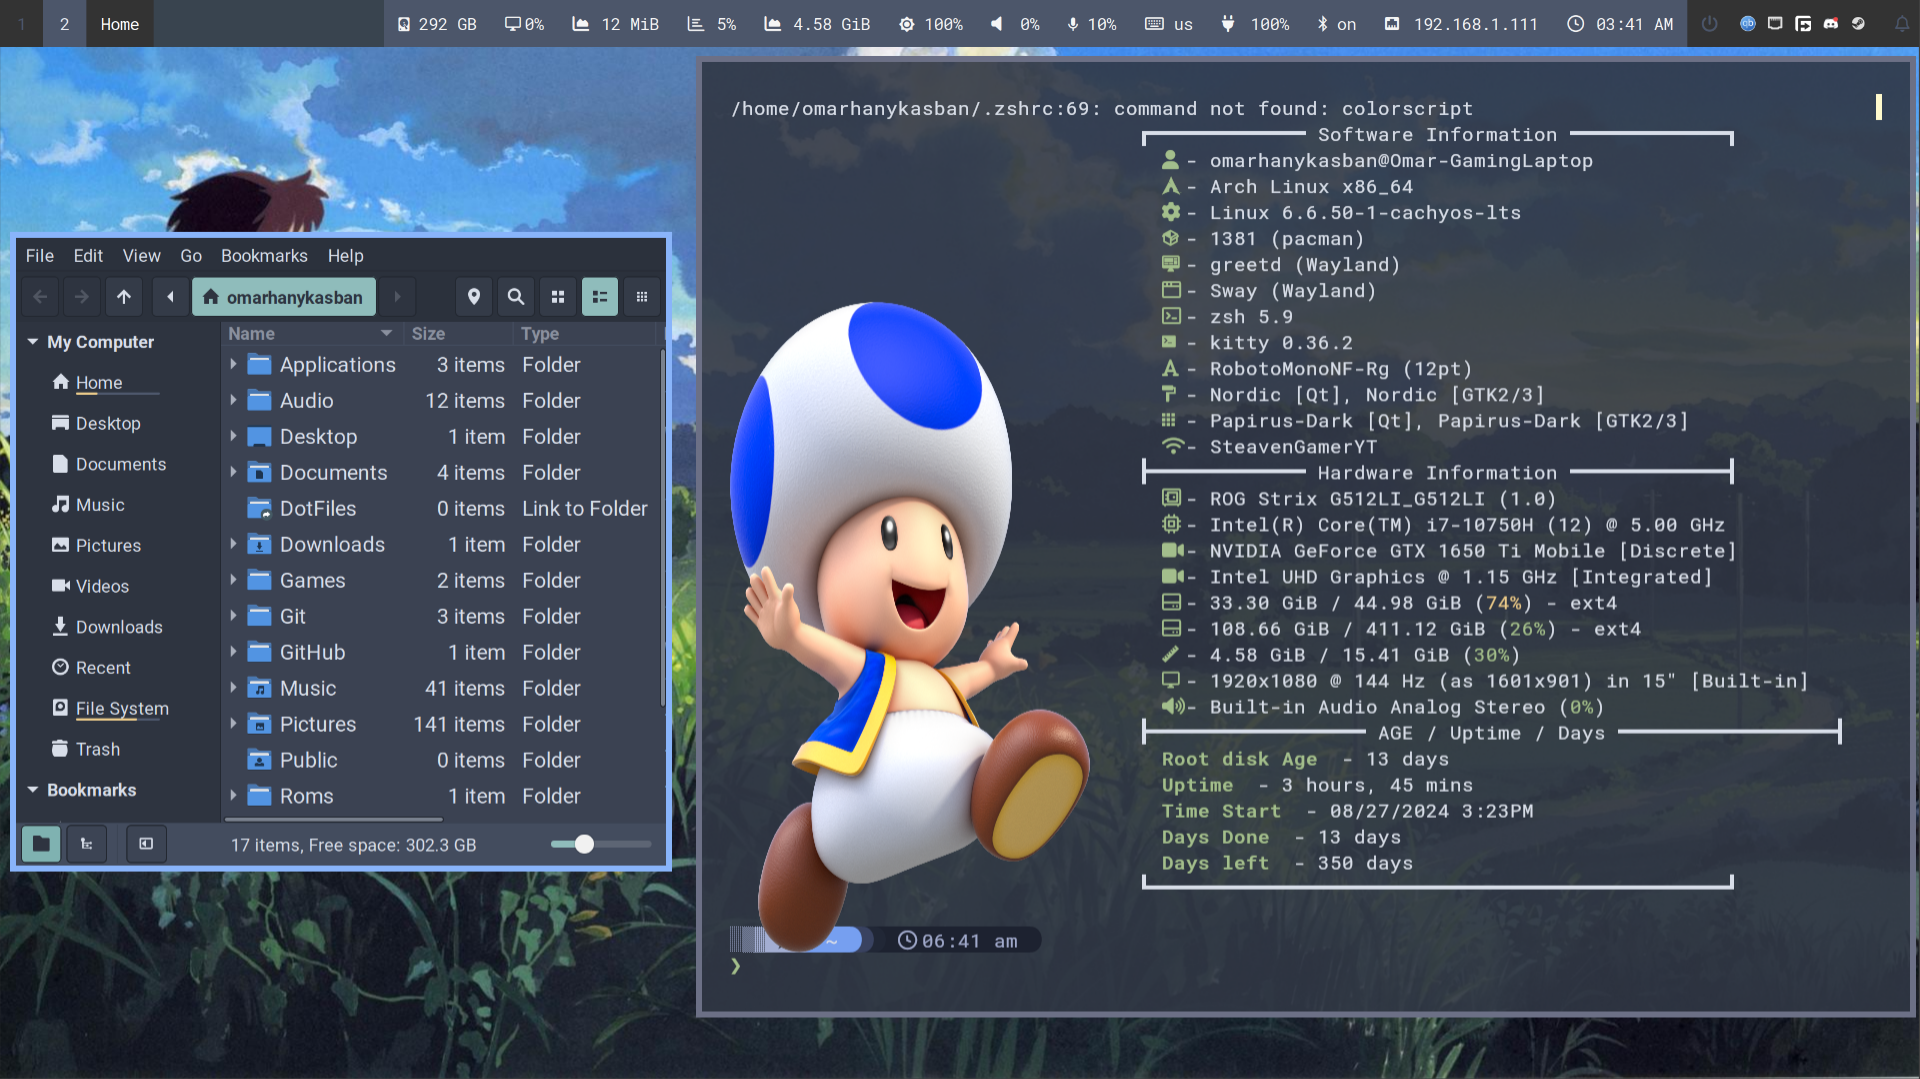 1 2 Home 292 GB 0% 12 MiB 5% 4.58 GiB 100% 0% 10% us 100% on 192.168.1.111 03:41 AM
File Edit View Go Bookmarks Help
omarhanykasban
My Computer
Home
Desktop
Documents
Music
Pictures
Videos
Downloads
Recent
File System
Trash
Bookmarks
Name Size Type
Applications 3 items Folder
Audio 12 items Folder
Desktop 1 item Folder
Documents 4 items Folder
DotFiles 0 items Link to Folder
Downloads 1 item Folder
Games 2 items Folder
Git 3 items Folder
GitHub 1 item Folder
Music 41 items Folder
Pictures 141 items Folder
Public 0 items Folder
Roms 1 item Folder
17 items, Free space: 302.3 GB
/home/omarhanykasban/.zshrc:69: command not found: colorscript
Software Information
- omarhanykasban@Omar-GamingLaptop
- Arch Linux x86_64
- Linux 6.6.50-1-cachyos-lts
- 1381 (pacman)
- greetd (Wayland)
- Sway (Wayland)
- zsh 5.9
- kitty 0.36.2
- RobotoMonoNF-Rg (12pt)
- Nordic [Qt], Nordic [GTK2/3]
- Papirus-Dark [Qt], Papirus-Dark [GTK2/3]
- SteavenGamerYT
Hardware Information
- ROG Strix G512LI_G512LI (1.0)
- Intel(R) Core(TM) i7-10750H (12) @ 5.00 GHz
- NVIDIA GeForce GTX 1650 Ti Mobile [Discrete]
- Intel UHD Graphics @ 1.15 GHz [Integrated]
- 33.30 GiB / 44.98 GiB (74%) - ext4
- 108.66 GiB / 411.12 GiB (26%) - ext4
- 4.58 GiB / 15.41 GiB (30%)
- 1920x1080 @ 144 Hz (as 1601x901) in 15" [Built-in]
- Built-in Audio Analog Stereo (0%)
AGE / Uptime / Days
Root disk Age - 13 days
Uptime - 3 hours, 45 mins
Time Start - 08/27/2024 3:23PM
Days Done - 13 days
Days left - 350 days
~ 06:41 am
❯